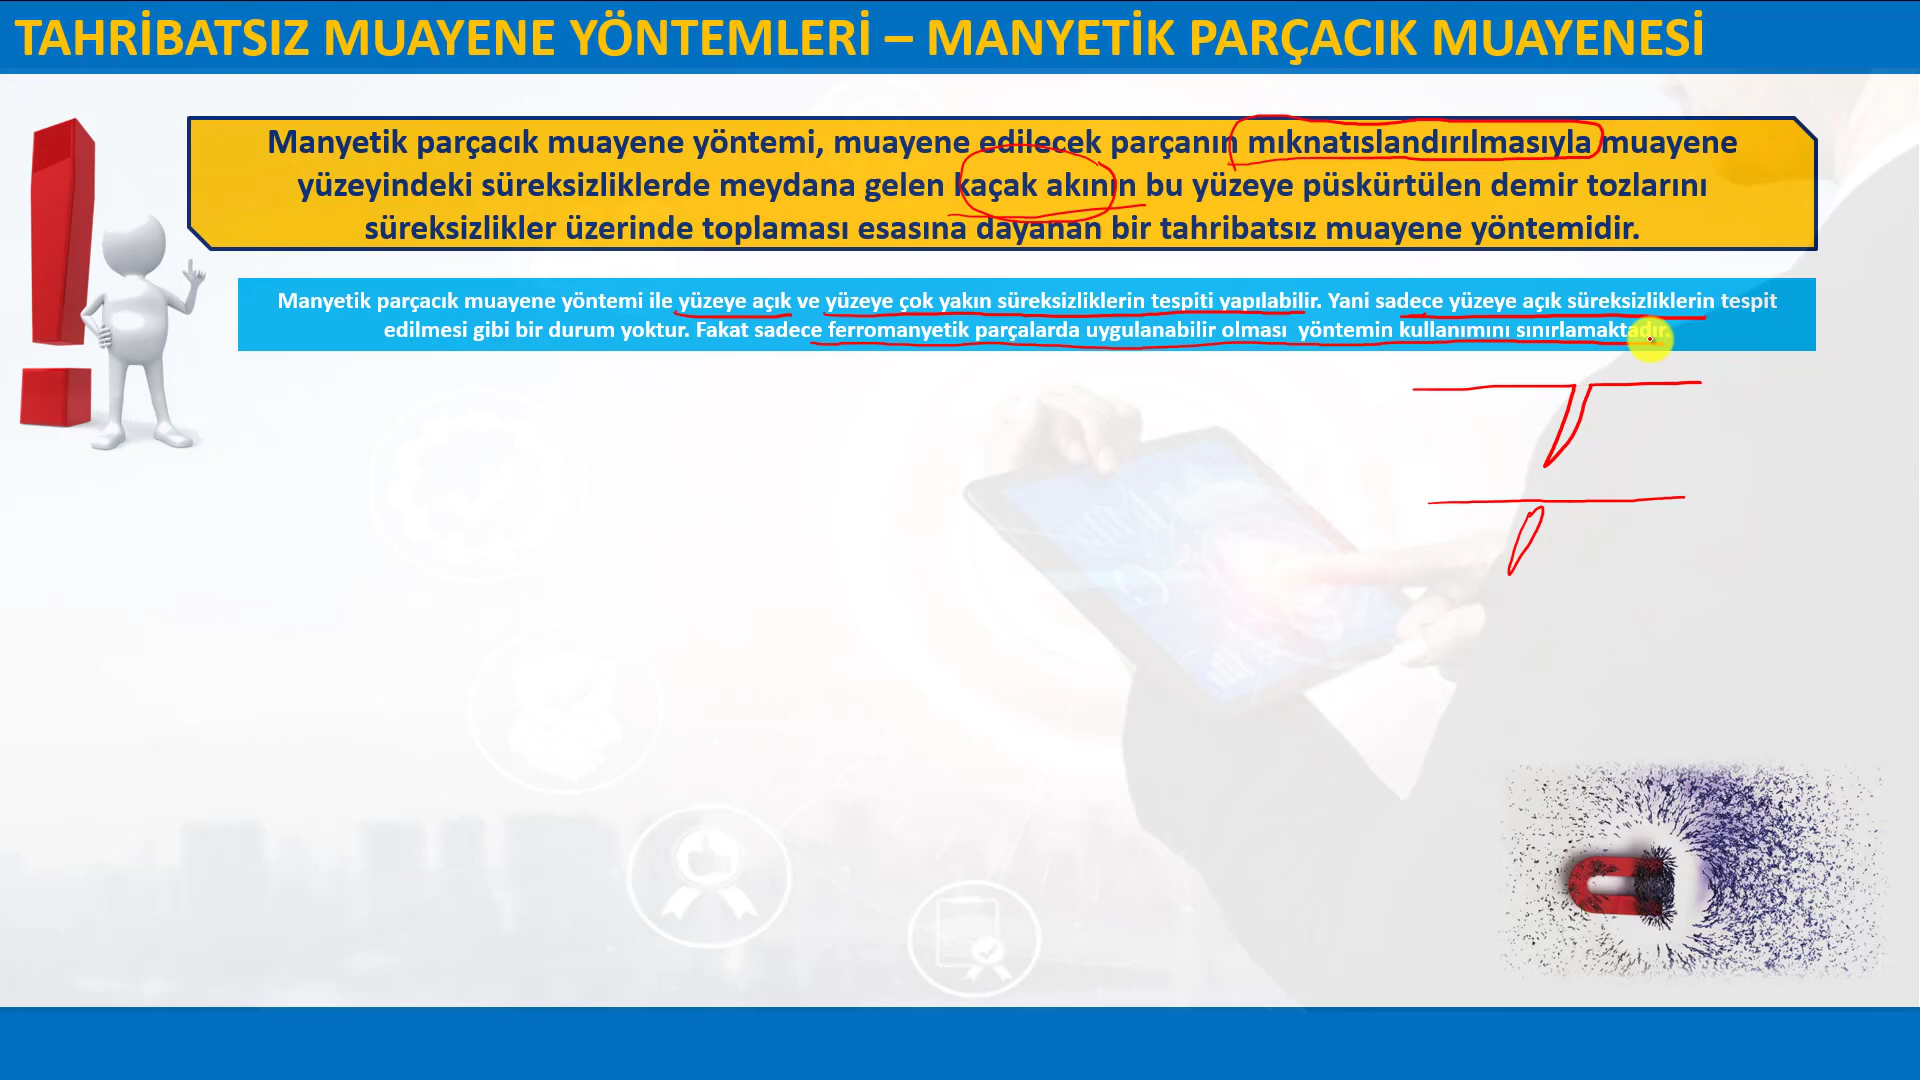 TAHRİBATSIZ MUAYENE YÖNTEMLERİ – MANYETİK PARÇACIK MUAYENESİ
Manyetik parçacık muayene yöntemi, muayene edilecek parçanın mıknatıslandırılmasıyla muayene
yüzeyindeki süreksizliklerde meydana gelen kaçak akının bu yüzeye püskürtülen demir tozlarını
süreksizlikler üzerinde toplaması esasına dayanan bir tahribatsız muayene yöntemidir.
Manyetik parçacık muayene yöntemi ile yüzeye açık ve yüzeye çok yakın süreksizliklerin tespiti yapılabilir. Yani sadece yüzeye açık süreksizliklerin tespit
edilmesi gibi bir durum yoktur. Fakat sadece ferromanyetik parçalarda uygulanabilir olması  yöntemin kullanımını sınırlamaktadır.